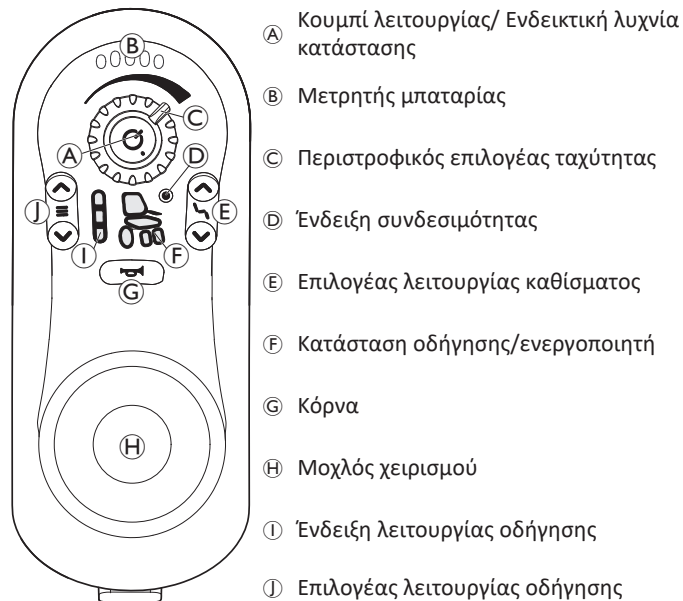 Ⓑ
Ⓒ
Ⓐ
Ⓓ
Ⓙ
Ⓔ
Ⓘ
Ⓕ
Ⓖ
Ⓗ
Ⓐ Κουμπί λειτουργίας/ Ενδεικτική λυχνία
κατάστασης
Ⓑ Μετρητής μπαταρίας
Ⓒ Περιστροφικός επιλογέας ταχύτητας
Ⓓ Ένδειξη συνδεσιμότητας
Ⓔ Επιλογέας λειτουργίας καθίσματος
Ⓕ Κατάσταση οδήγησης/ενεργοποιητή
Ⓖ Κόρνα
Ⓗ Μοχλός χειρισμού
Ⓘ Ένδειξη λειτουργίας οδήγησης
Ⓙ Επιλογέας λειτουργίας οδήγησης